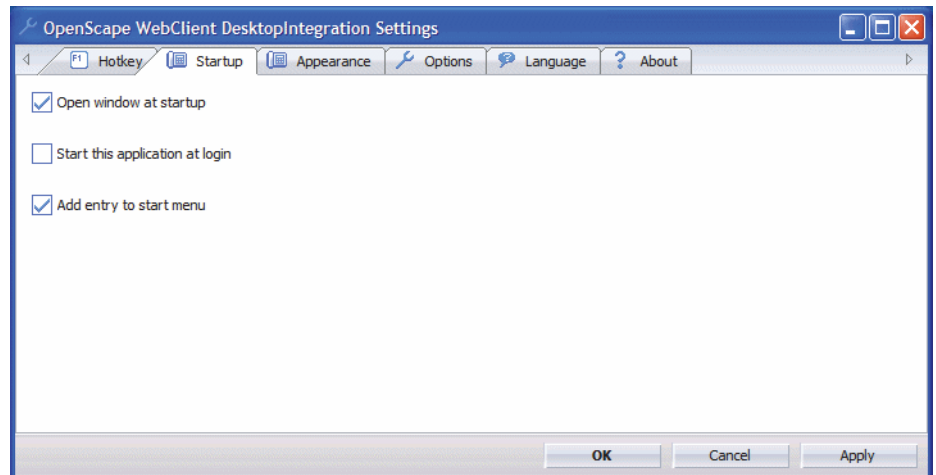 OpenScape WebClient DesktopIntegration Settings
F1 Hotkey Startup Appearance Options Language ? About
Open window at startup
Start this application at login
Add entry to start menu
OK Cancel Apply